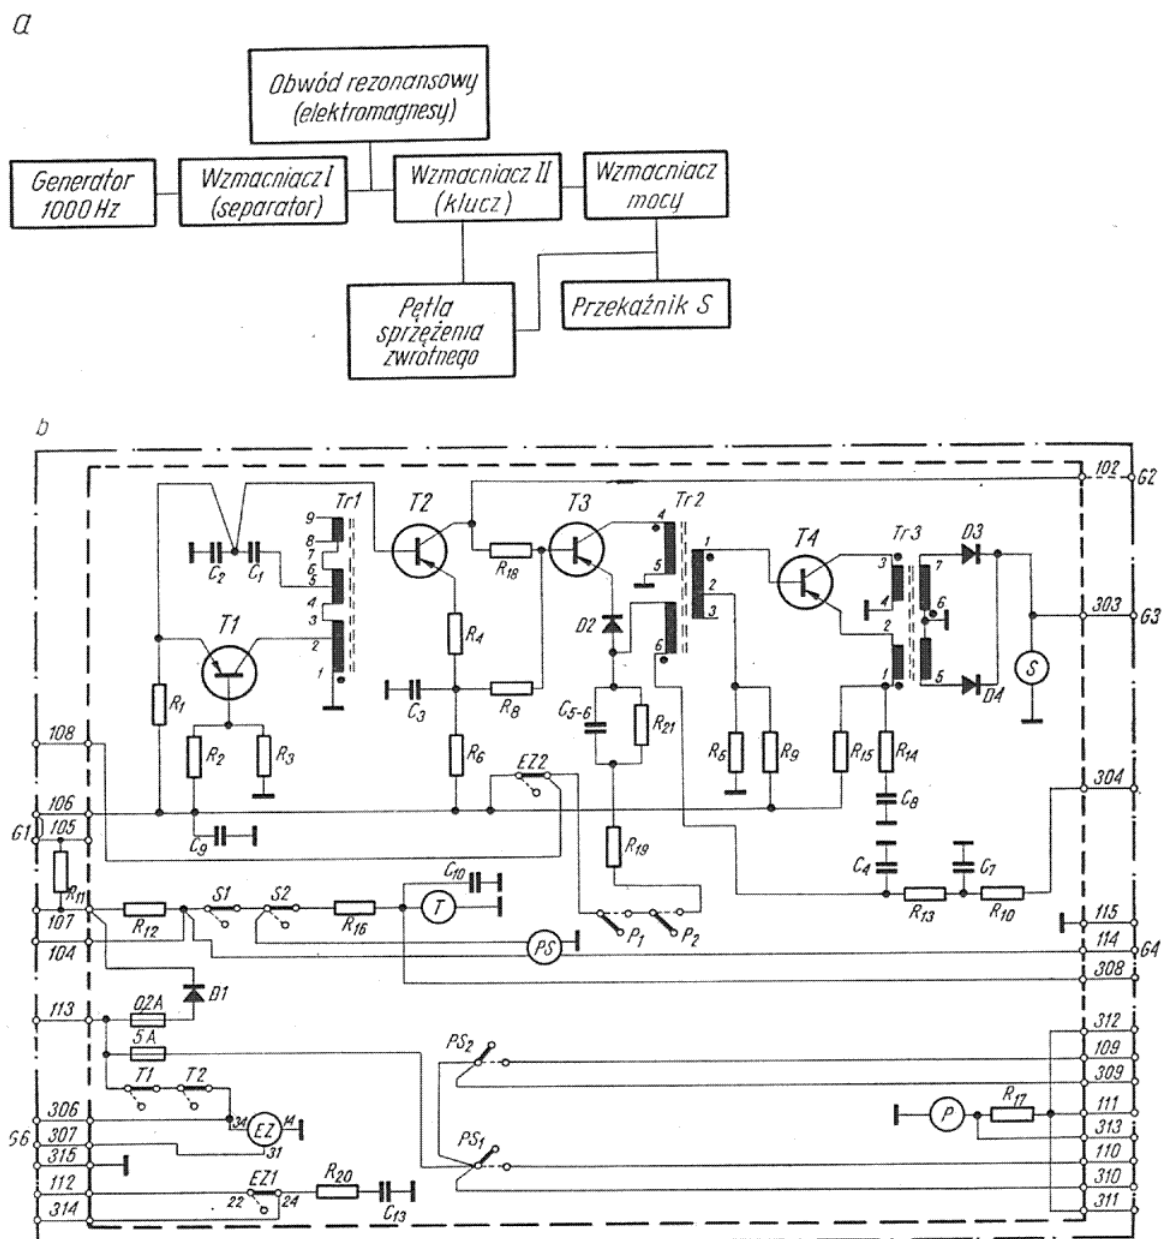 a
Obwód rezonansowy
(elektromagnesy)
Generator
1000 Hz
Wzmacniacz I
(separator)
Wzmacniacz II
(klucz)
Wzmacniacz
mocy
Pętla
sprzężenia
zwrotnego
Przekaźnik S
b
102 G2
Tr1 T2 T3 Tr2 T4 Tr3 D3
9 8 7 6 5 4 3 2 1
C2 C1
R18
4 5 6
1 2 3
3 4 2 1
7 6 5
303 G3
T1
R4
D2
S
D4
R1 R2 R3
C3 R8
C5-6 R21
108
R6
EZ2
R5 R9 R15 R14
304
106
C8
G1 105
C9
R19
C4 C7
R11
C10
S1 S2
T
R13 R10
107
R12 R16
P1 P2
115
104
PS
114 G4
308
D1
113 0,2A
5A
312
PS2
109
309
T1 T2
R17
306
34 EZ 14
P
111
G6 307
31
PS1
313
315
110
112
EZ1 R20
310
22 24
C13
314
311